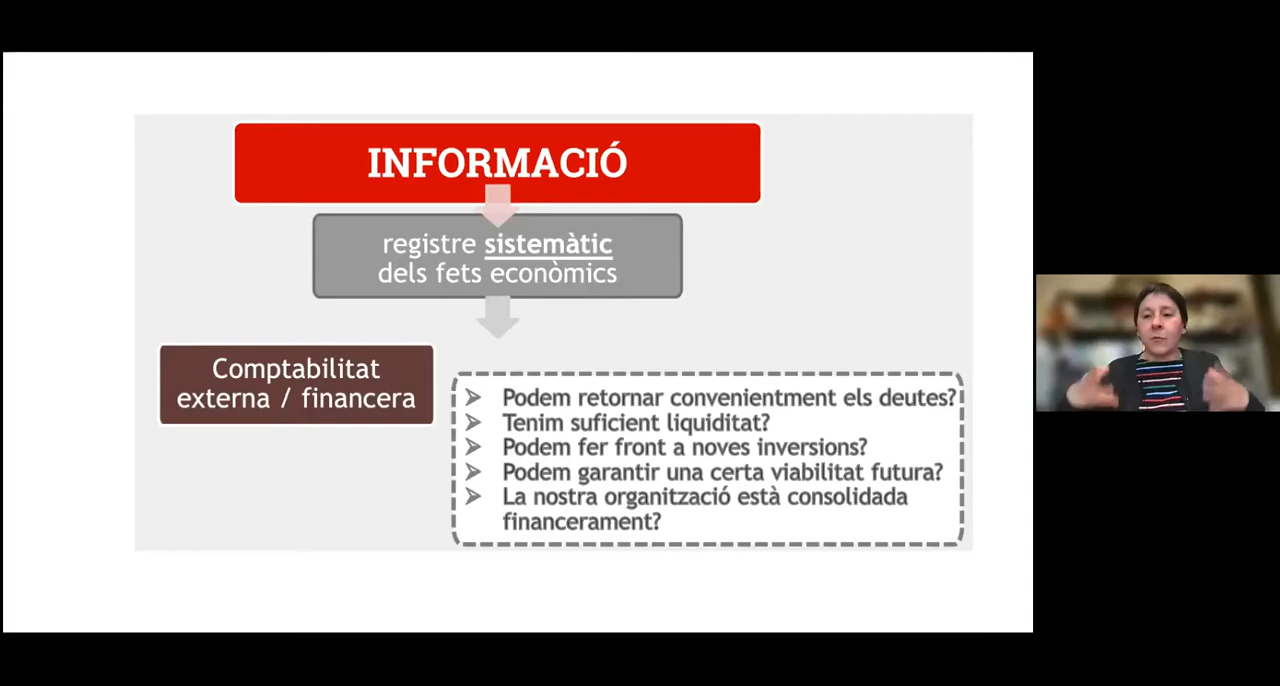 INFORMACIÓ
registre sistemàtic
dels fets econòmics
Comptabilitat
externa / financera
Podem retornar convenientment els deutes?
Tenim suficient liquiditat?
Podem fer front a noves inversions?
Podem garantir una certa viabilitat futura?
La nostra organització està consolidada
financerament?